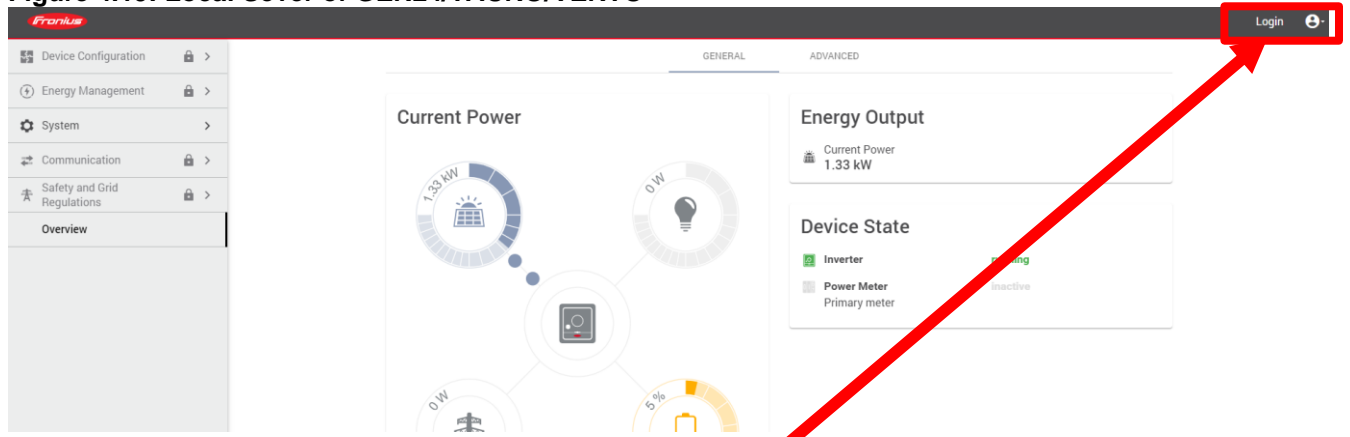 Fronius
Login
Device Configuration
Energy Management
System
Communication
Safety and Grid
Regulations
Overview
GENERAL
ADVANCED
Current Power
1.33 kW
0 W
0 W
5 %
Energy Output
Current Power
1.33 kW
Device State
Inverter
Power Meter
inactive
Primary meter